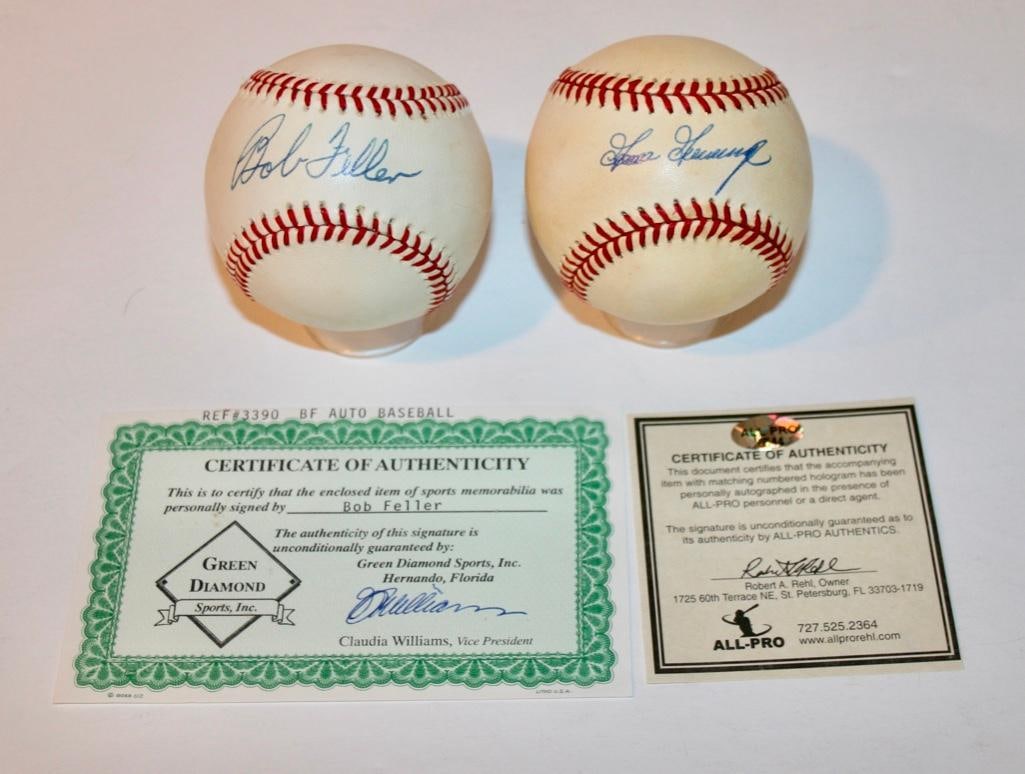 Bob Feller
REF#3390 BF AUTO BASEBALL
CERTIFICATE OF AUTHENTICITY
This is to certify that the enclosed item of sports memorabilia was
personally signed by Bob Feller
The authenticity of this signature is
unconditionally guaranteed by:
Green Diamond Sports, Inc.
Hernando, Florida
GREEN
DIAMOND
Sports, Inc.
Claudia Williams, Vice President
LITHO U.S.A.
ALL-PRO
CERTIFICATE OF AUTHENTICITY
This document certifies that the accompanying
item with matching numbered hologram has been
personally autographed in the presence of
ALL-PRO personnel or a direct agent.
The signature is unconditionally guaranteed as to
its authenticity by ALL-PRO AUTHENTICS.
Robert A. Rehl, Owner
1725 60th Terrace NE, St. Petersburg, FL 33703-1719
ALL-PRO
727.525.2364
www.allprorehl.com